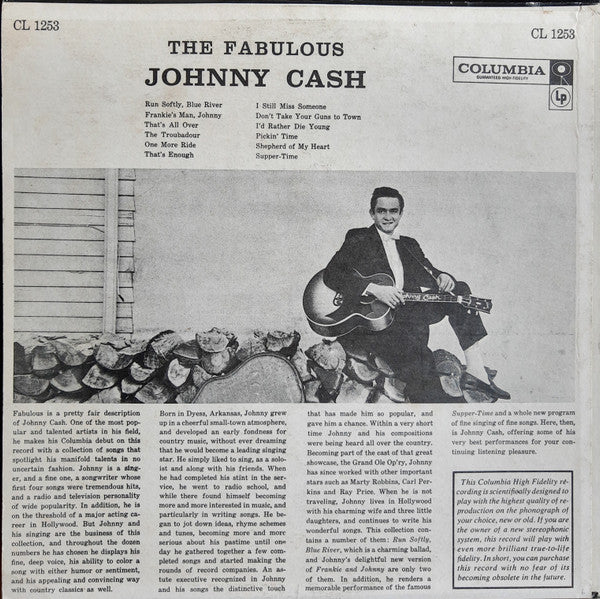 CL 1253
CL 1253
THE FABULOUS
JOHNNY CASH
COLUMBIA
GUARANTEED HIGH-FIDELITY
Lp
Run Softly, Blue River
Frankie's Man, Johnny
That's All Over
The Troubadour
One More Ride
That's Enough
I Still Miss Someone
Don't Take Your Guns to Town
I'd Rather Die Young
Pickin' Time
Shepherd of My Heart
Supper-Time
Johnny Cash
Fabulous is a pretty fair description
of Johnny Cash. One of the most pop-
ular and talented artists in his field,
he makes his Columbia debut on this
record with a collection of songs that
spotlight his manifold talents in no
uncertain fashion. Johnny is a sing-
er, and a fine one, a songwriter whose
first four songs were tremendous hits,
and a radio and television personality
of wide popularity. In addition, he is
on the threshold of a major acting ca-
reer in Hollywood. But Johnny and
his singing are the business of this
collection, and throughout the dozen
numbers he has chosen he displays his
fine, deep voice, his ability to color a
song with either humor or sentiment,
and his appealing and convincing way
with country classics as well.
Born in Dyess, Arkansas, Johnny grew
up in a cheerful small-town atmosphere,
and developed an early fondness for
country music, without ever dreaming
that he would become a leading singing
star. He simply liked to sing, as a solo-
ist and along with his friends. When
he had completed his stint in the ser-
vice, he went to radio school, and
while there found himself becoming
more and more interested in music, and
particularly in writing songs. He be-
gan to jot down ideas, rhyme schemes
and tunes, becoming more and more
serious about his pastime until one
day he gathered together a few com-
pleted songs and started making the
rounds of record companies. An as-
tute executive recognized in Johnny
and his songs the distinctive touch
that has made him so popular, and
gave him a chance. Within a very short
time Johnny and his compositions
were being heard all over the country.
Becoming part of the cast of that great
showcase, the Grand Ole Op'ry, Johnny
has since worked with other important
stars such as Marty Robbins, Carl Per-
kins and Ray Price. When he is not
traveling, Johnny lives in Hollywood
with his charming wife and three little
daughters, and continues to write his
wonderful songs. This collection con-
tains a number of them: Run Softly,
Blue River, which is a charming ballad,
and Johnny's delightful new version
of Frankie and Johnny are only two
of them. In addition, he renders a
memorable performance of the famous
Supper-Time and a whole new program
of fine singing of fine songs. Here, then,
is Johnny Cash, offering some of his
very best performances for your con-
tinuing listening pleasure.
This Columbia High Fidelity re-
cording is scientifically designed to
play with the highest quality of re-
production on the phonograph of
your choice, new or old. If you are
the owner of a new stereophonic
system, this record will play with
even more brilliant true-to-life
fidelity. In short, you can purchase
this record with no fear of its
becoming obsolete in the future.